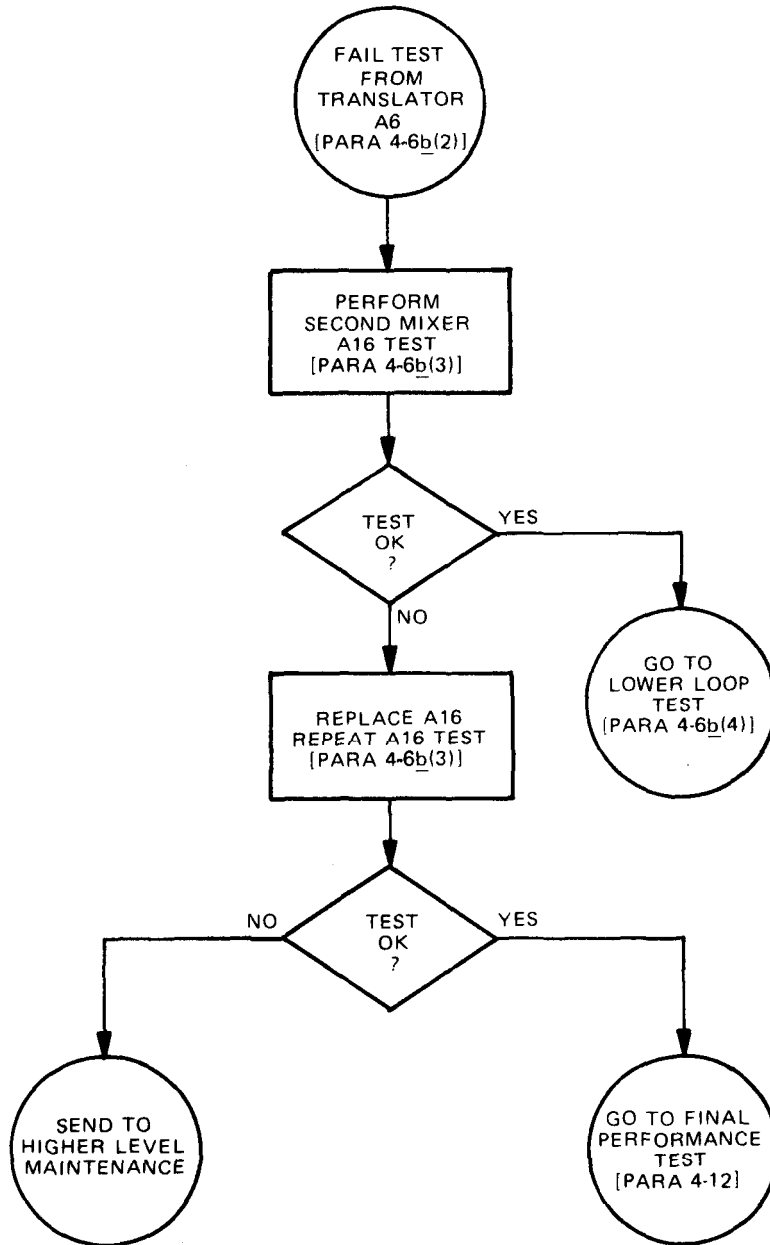 FAIL TEST
FROM
TRANSLATOR
A6
[PARA 4-6b(2)]
PERFORM
SECOND MIXER
A16 TEST
[PARA 4-6b(3)]
TEST
OK
?
YES
NO
GO TO
LOWER LOOP
TEST
[PARA 4-6b(4)]
REPLACE A16
REPEAT A16 TEST
[PARA 4-6b(3)]
NO
TEST
OK
?
YES
SEND TO
HIGHER LEVEL
MAINTENANCE
GO TO FINAL
PERFORMANCE
TEST
[PARA 4-12]